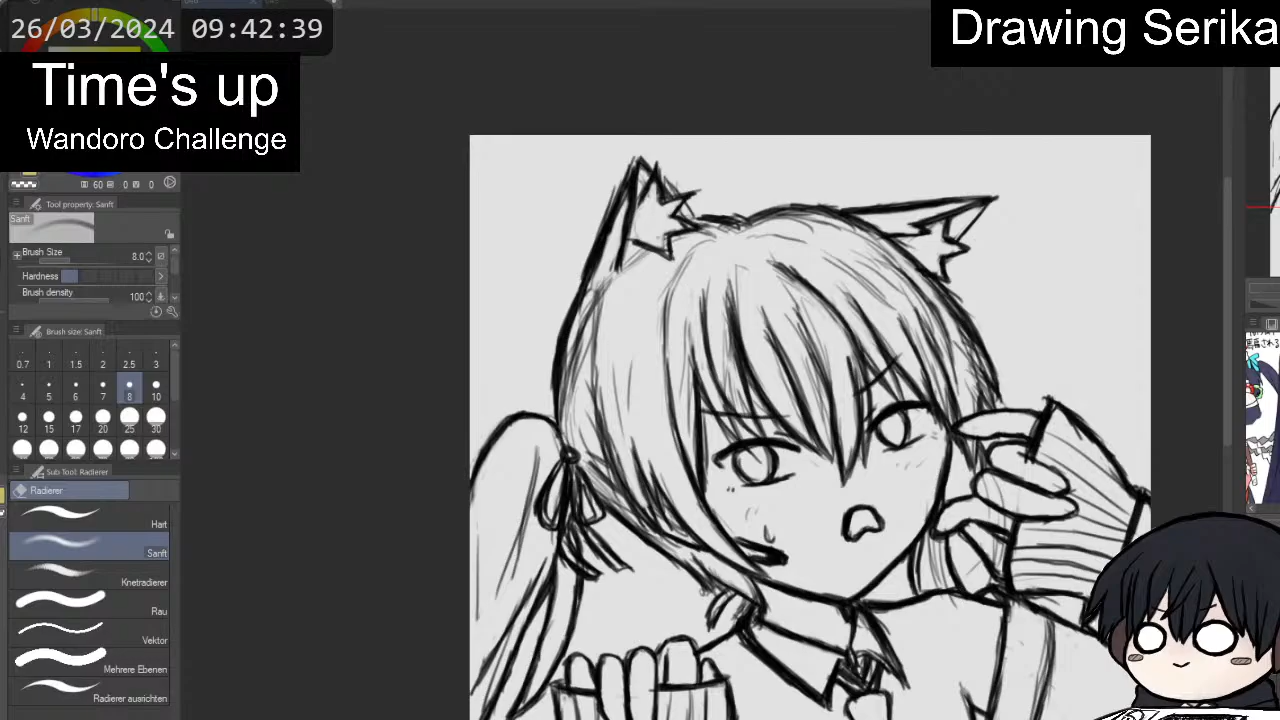 26/03/2024 09:42:39
Drawing Serika
Time's up
Wandoro Challenge
60 0 0
Tool property: Sanft
Sanft
Brush Size 8.0
Hardness
Brush density 100
Brush size: Sanft
0.7 1 1.5 2 2.5 3
4 5 6 7 8 10
12 15 17 20 25 30
Sub Tool: Radierer
Radierer
Hart
Sanft
Knetradierer
Rau
Vektor
Mehrere Ebenen
Radierer ausrichten